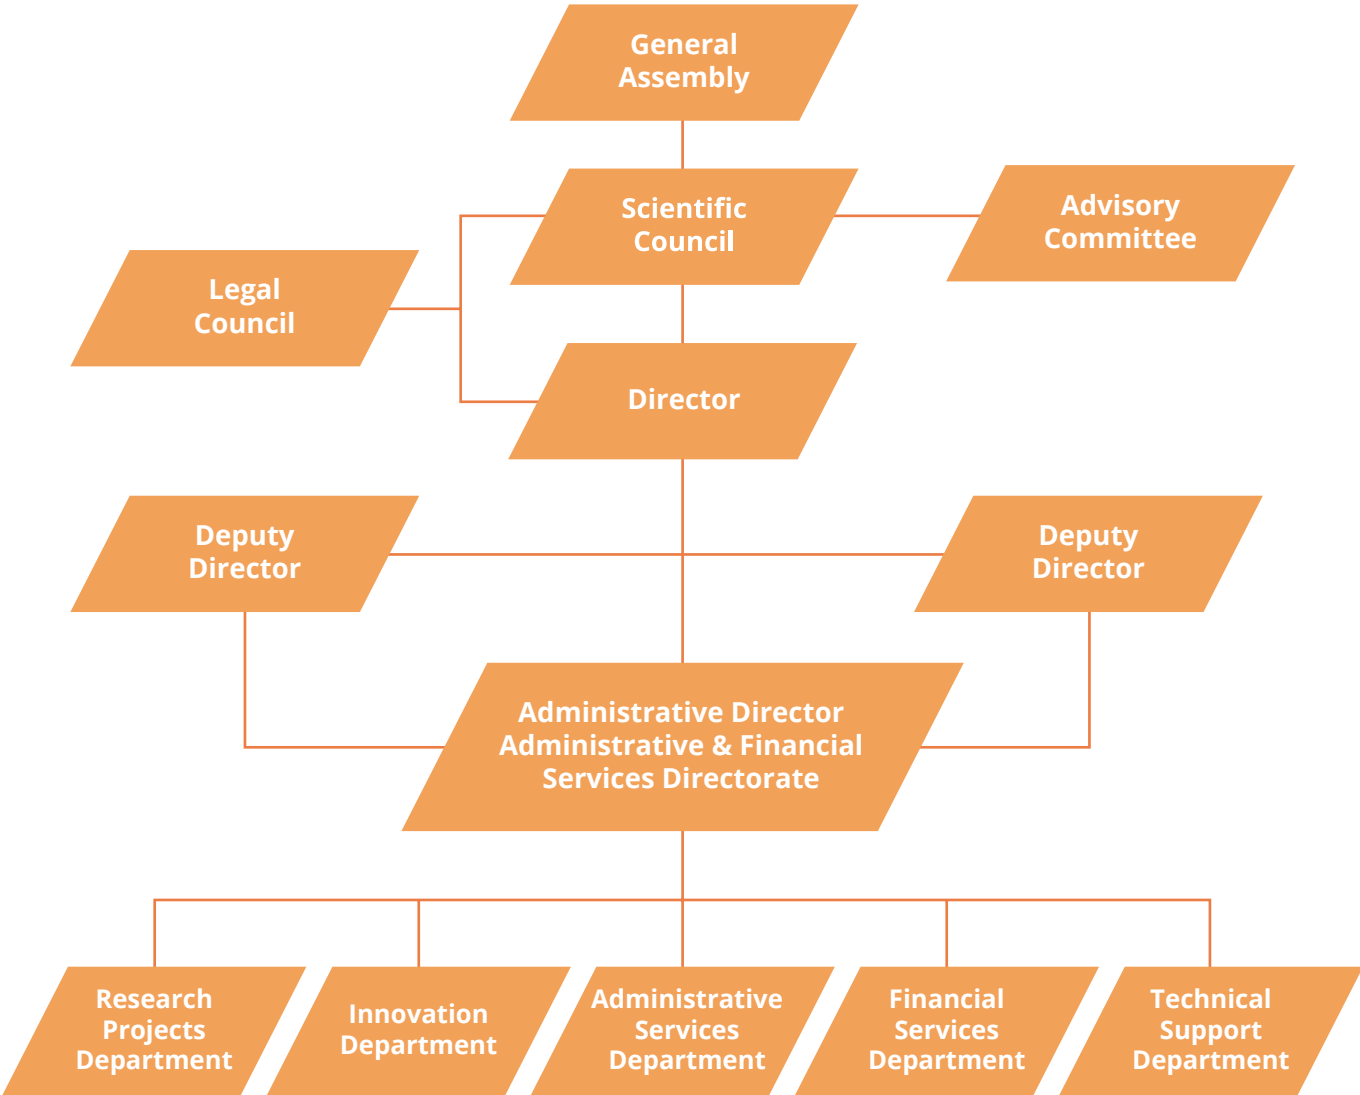 General
Assembly
Scientific
Council
Advisory
Committee
Legal
Council
Director
Deputy
Director
Deputy
Director
Administrative Director
Administrative & Financial
Services Directorate
Research
Projects
Department
Innovation
Department
Administrative
Services
Department
Financial
Services
Department
Technical
Support
Department